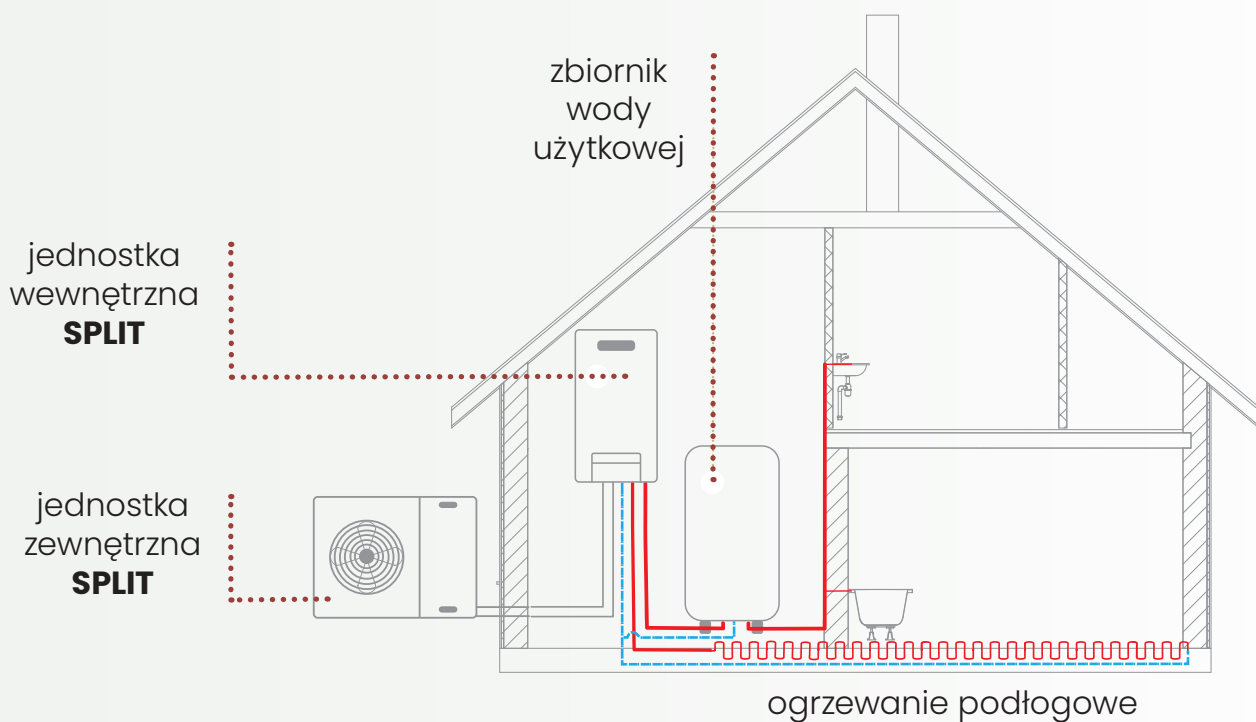 zbiornik
wody
użytkowej
jednostka
wewnętrzna
SPLIT
jednostka
zewnętrzna
SPLIT
ogrzewanie podłogowe